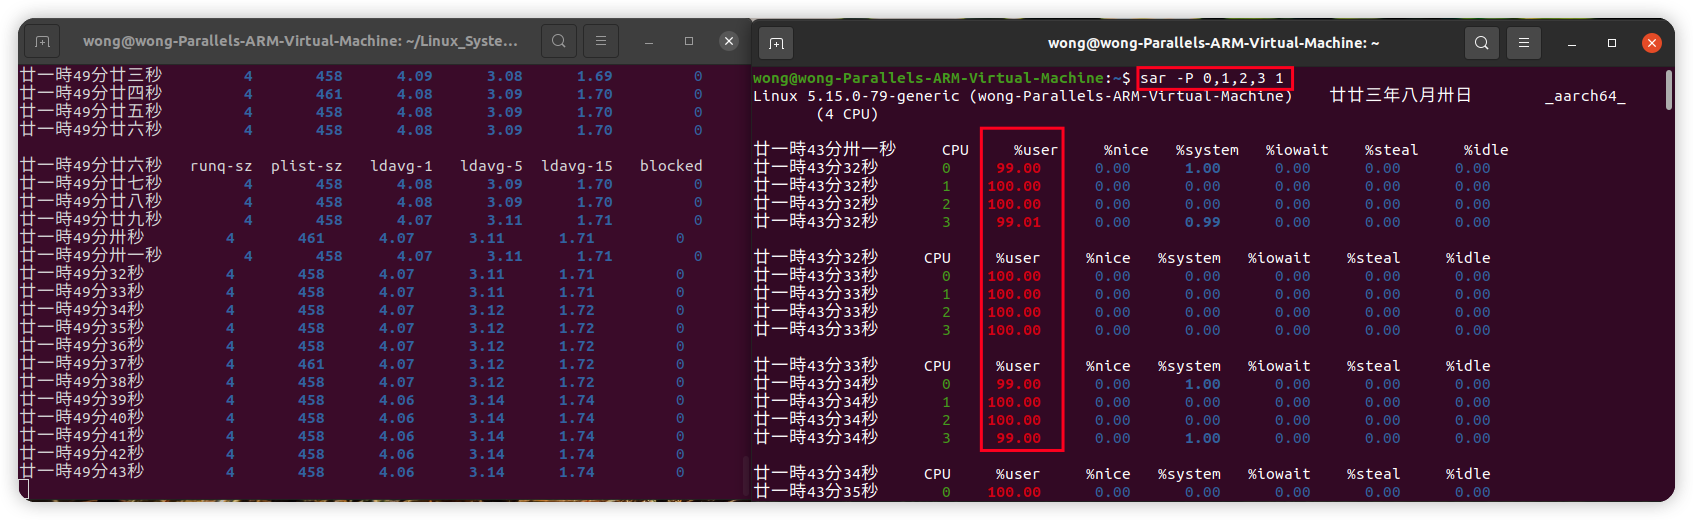 wong@wong-Parallels-ARM-Virtual-Machine: ~/Linux_Syste...
廿一時49分廿三秒 4 458 4.09 3.08 1.69 0
廿一時49分廿四秒 4 461 4.08 3.09 1.70 0
廿一時49分廿五秒 4 458 4.08 3.09 1.70 0
廿一時49分廿六秒 4 458 4.08 3.09 1.70 0
廿一時49分廿六秒 runq-sz plist-sz ldavg-1 ldavg-5 ldavg-15 blocked
廿一時49分廿七秒 4 458 4.08 3.09 1.70 0
廿一時49分廿八秒 4 458 4.08 3.09 1.70 0
廿一時49分廿九秒 4 458 4.07 3.11 1.71 0
廿一時49分卅秒 4 461 4.07 3.11 1.71 0
廿一時49分卅一秒 4 458 4.07 3.11 1.71 0
廿一時49分32秒 4 458 4.07 3.11 1.71 0
廿一時49分33秒 4 458 4.07 3.11 1.71 0
廿一時49分34秒 4 458 4.07 3.12 1.72 0
廿一時49分35秒 4 458 4.07 3.12 1.72 0
廿一時49分36秒 4 458 4.07 3.12 1.72 0
廿一時49分37秒 4 461 4.07 3.12 1.72 0
廿一時49分38秒 4 458 4.07 3.12 1.72 0
廿一時49分39秒 4 458 4.06 3.14 1.74 0
廿一時49分40秒 4 458 4.06 3.14 1.74 0
廿一時49分41秒 4 458 4.06 3.14 1.74 0
廿一時49分42秒 4 458 4.06 3.14 1.74 0
廿一時49分43秒 4 458 4.06 3.14 1.74 0
wong@wong-Parallels-ARM-Virtual-Machine: ~
wong@wong-Parallels-ARM-Virtual-Machine:~$ sar -P 0,1,2,3 1
Linux 5.15.0-79-generic (wong-Parallels-ARM-Virtual-Machine) 廿廿三年八月卅日 _aarch64_
(4 CPU)
廿一時43分卅一秒 CPU %user %nice %system %iowait %steal %idle
廿一時43分32秒 0 99.00 0.00 1.00 0.00 0.00 0.00
廿一時43分32秒 1 100.00 0.00 0.00 0.00 0.00 0.00
廿一時43分32秒 2 100.00 0.00 0.00 0.00 0.00 0.00
廿一時43分32秒 3 99.01 0.00 0.99 0.00 0.00 0.00
廿一時43分32秒 CPU %user %nice %system %iowait %steal %idle
廿一時43分33秒 0 100.00 0.00 0.00 0.00 0.00 0.00
廿一時43分33秒 1 100.00 0.00 0.00 0.00 0.00 0.00
廿一時43分33秒 2 100.00 0.00 0.00 0.00 0.00 0.00
廿一時43分33秒 3 100.00 0.00 0.00 0.00 0.00 0.00
廿一時43分33秒 CPU %user %nice %system %iowait %steal %idle
廿一時43分34秒 0 99.00 0.00 1.00 0.00 0.00 0.00
廿一時43分34秒 1 100.00 0.00 0.00 0.00 0.00 0.00
廿一時43分34秒 2 100.00 0.00 0.00 0.00 0.00 0.00
廿一時43分34秒 3 99.00 0.00 1.00 0.00 0.00 0.00
廿一時43分34秒 CPU %user %nice %system %iowait %steal %idle
廿一時43分35秒 0 100.00 0.00 0.00 0.00 0.00 0.00